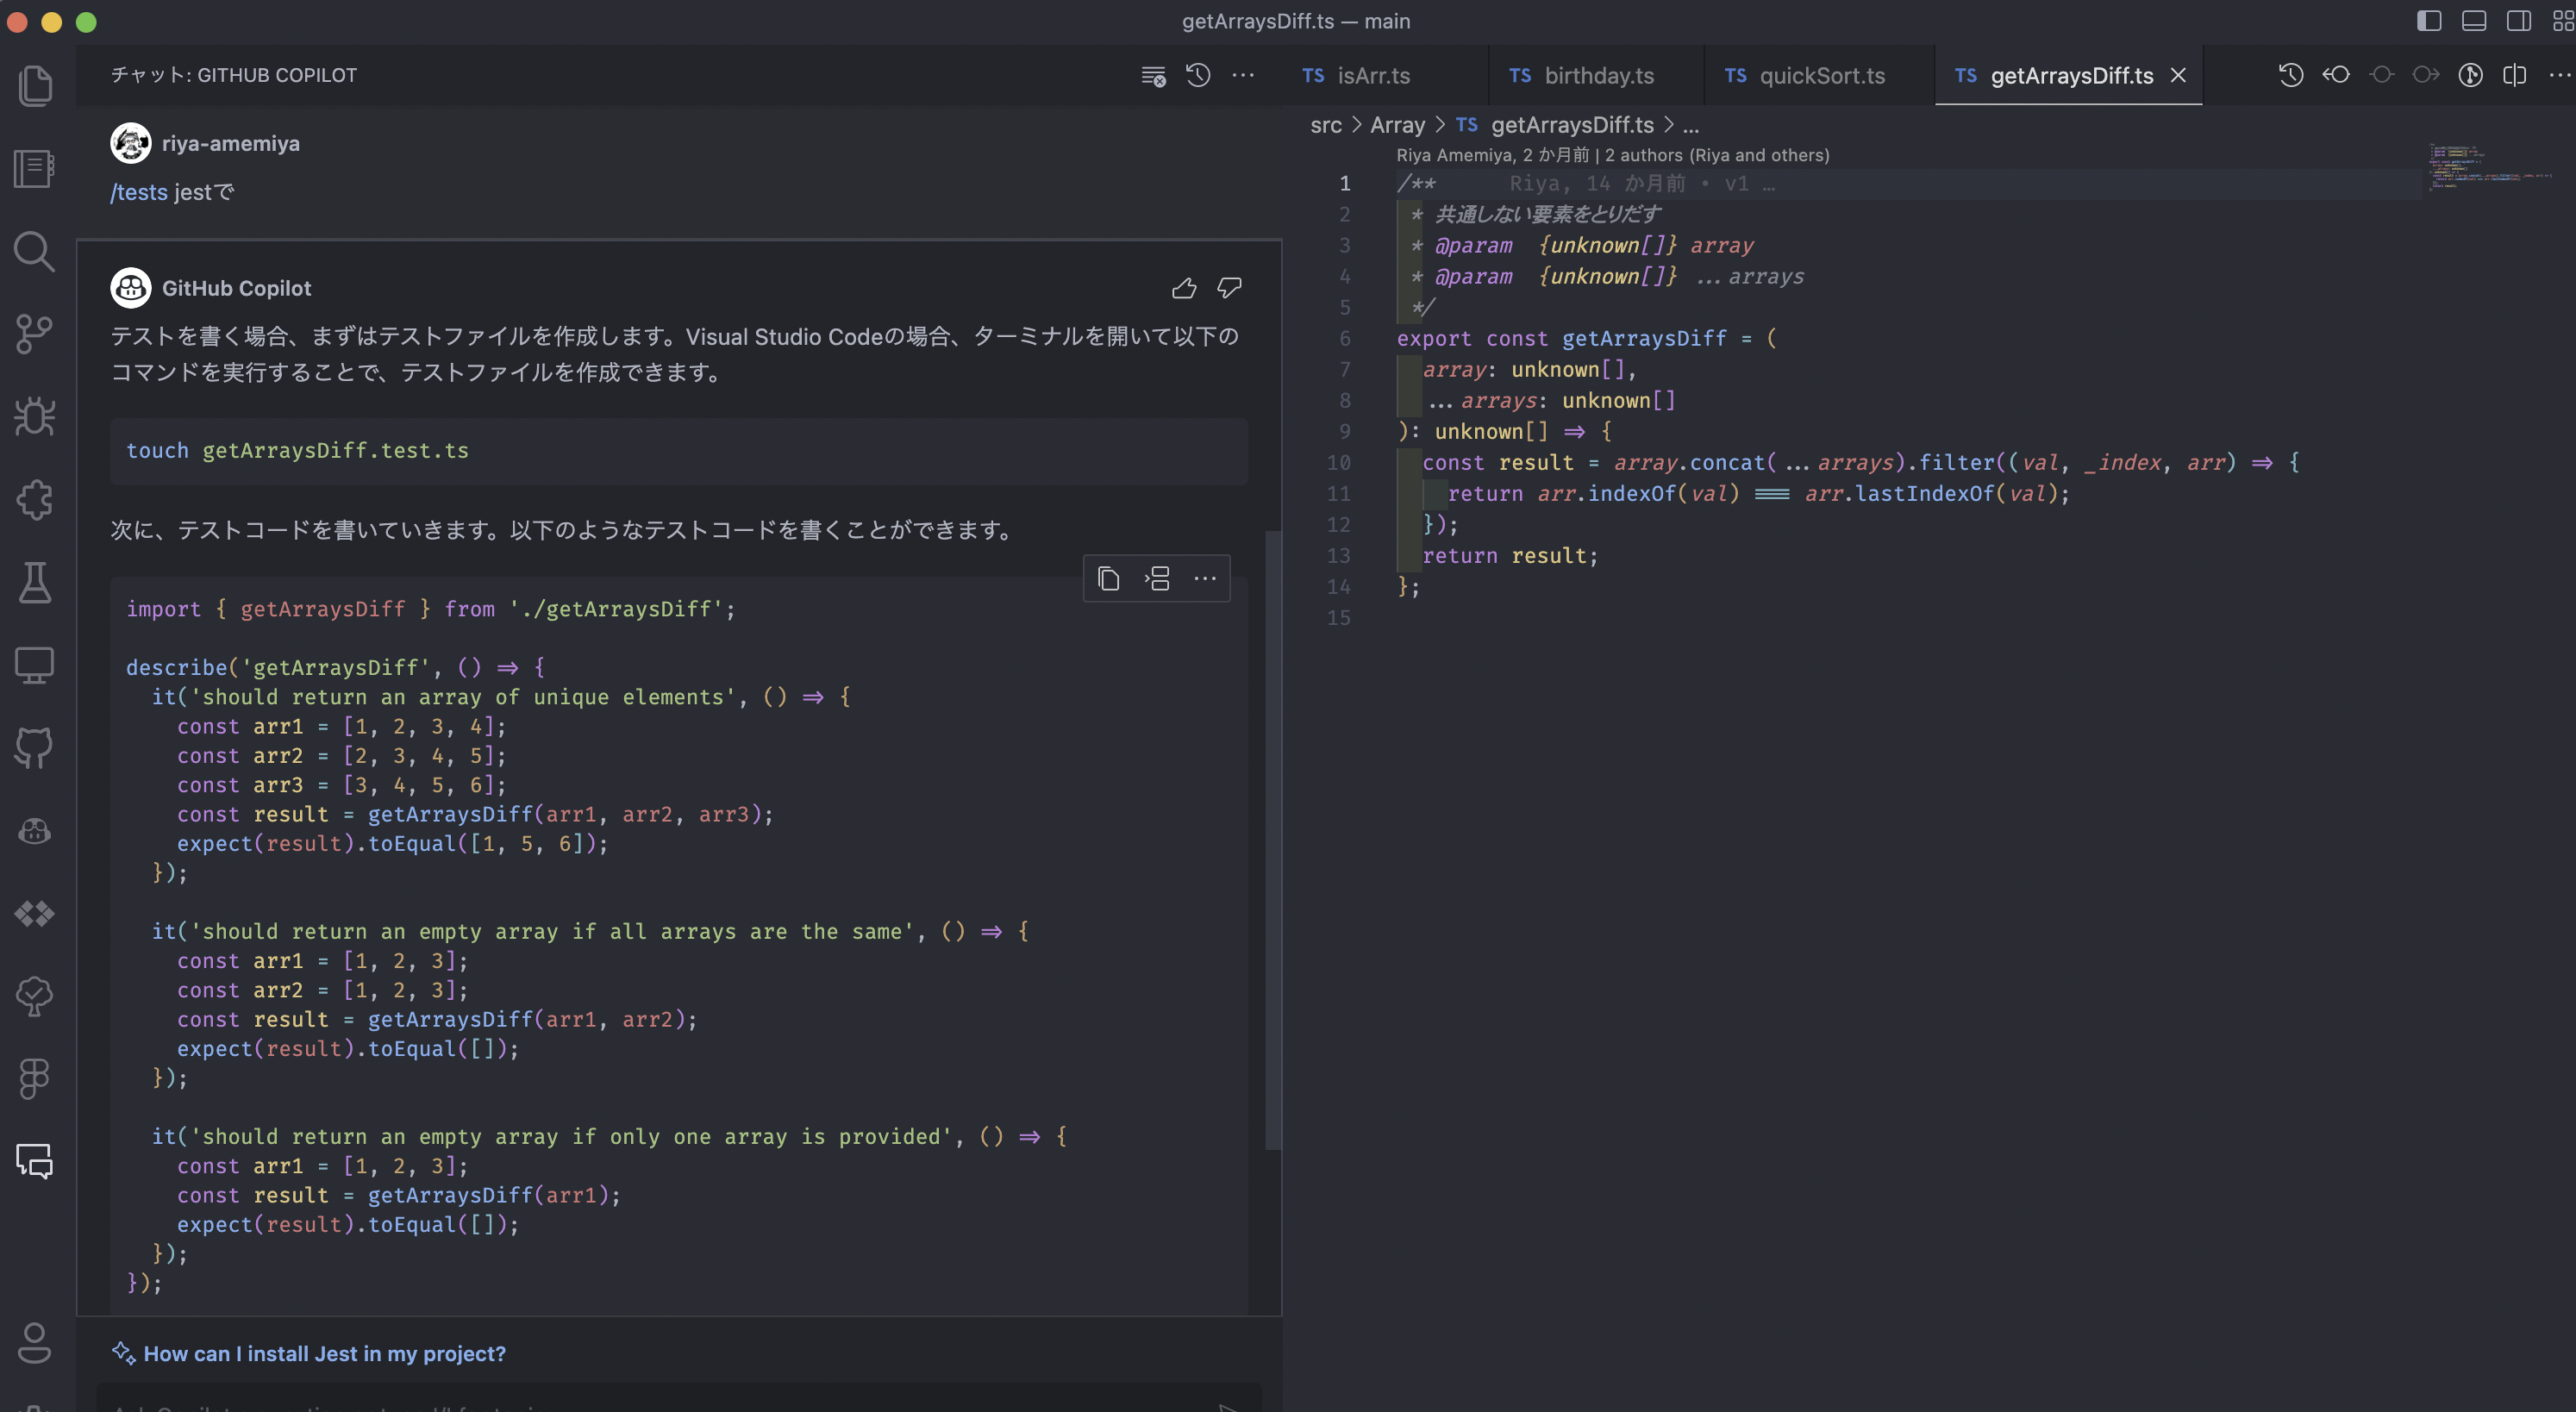 getArraysDiff.ts — main
チャット: GITHUB COPILOT
riya-amemiya
/tests jestで
GitHub Copilot
テストを書く場合、まずはテストファイルを作成します。Visual Studio Codeの場合、ターミナルを開いて以下の
コマンドを実行することで、テストファイルを作成できます。
touch getArraysDiff.test.ts
次に、テストコードを書いていきます。以下のようなテストコードを書くことができます。
import { getArraysDiff } from './getArraysDiff';
describe('getArraysDiff', () => {
it('should return an array of unique elements', () => {
const arr1 = [1, 2, 3, 4];
const arr2 = [2, 3, 4, 5];
const arr3 = [3, 4, 5, 6];
const result = getArraysDiff(arr1, arr2, arr3);
expect(result).toEqual([1, 5, 6]);
});
it('should return an empty array if all arrays are the same', () => {
const arr1 = [1, 2, 3];
const arr2 = [1, 2, 3];
const result = getArraysDiff(arr1, arr2);
expect(result).toEqual([]);
});
it('should return an empty array if only one array is provided', () => {
const arr1 = [1, 2, 3];
const result = getArraysDiff(arr1);
expect(result).toEqual([]);
});
});
How can I install Jest in my project?
TS isArr.ts
TS birthday.ts
TS quickSort.ts
TS getArraysDiff.ts
src > Array > TS getArraysDiff.ts > ...
Riya Amemiya, 2 か月前 | 2 authors (Riya and others)
1 /** Riya, 14 か月前 • v1 …
2 * 共通しない要素をとりだす
3 * @param {unknown[]} array
4 * @param {unknown[]} ...arrays
5 */
6 export const getArraysDiff = (
7 array: unknown[],
8 ...arrays: unknown[]
9 ): unknown[] => {
10 const result = array.concat(...arrays).filter((val, _index, arr) => {
11 return arr.indexOf(val) === arr.lastIndexOf(val);
12 });
13 return result;
14 };
15